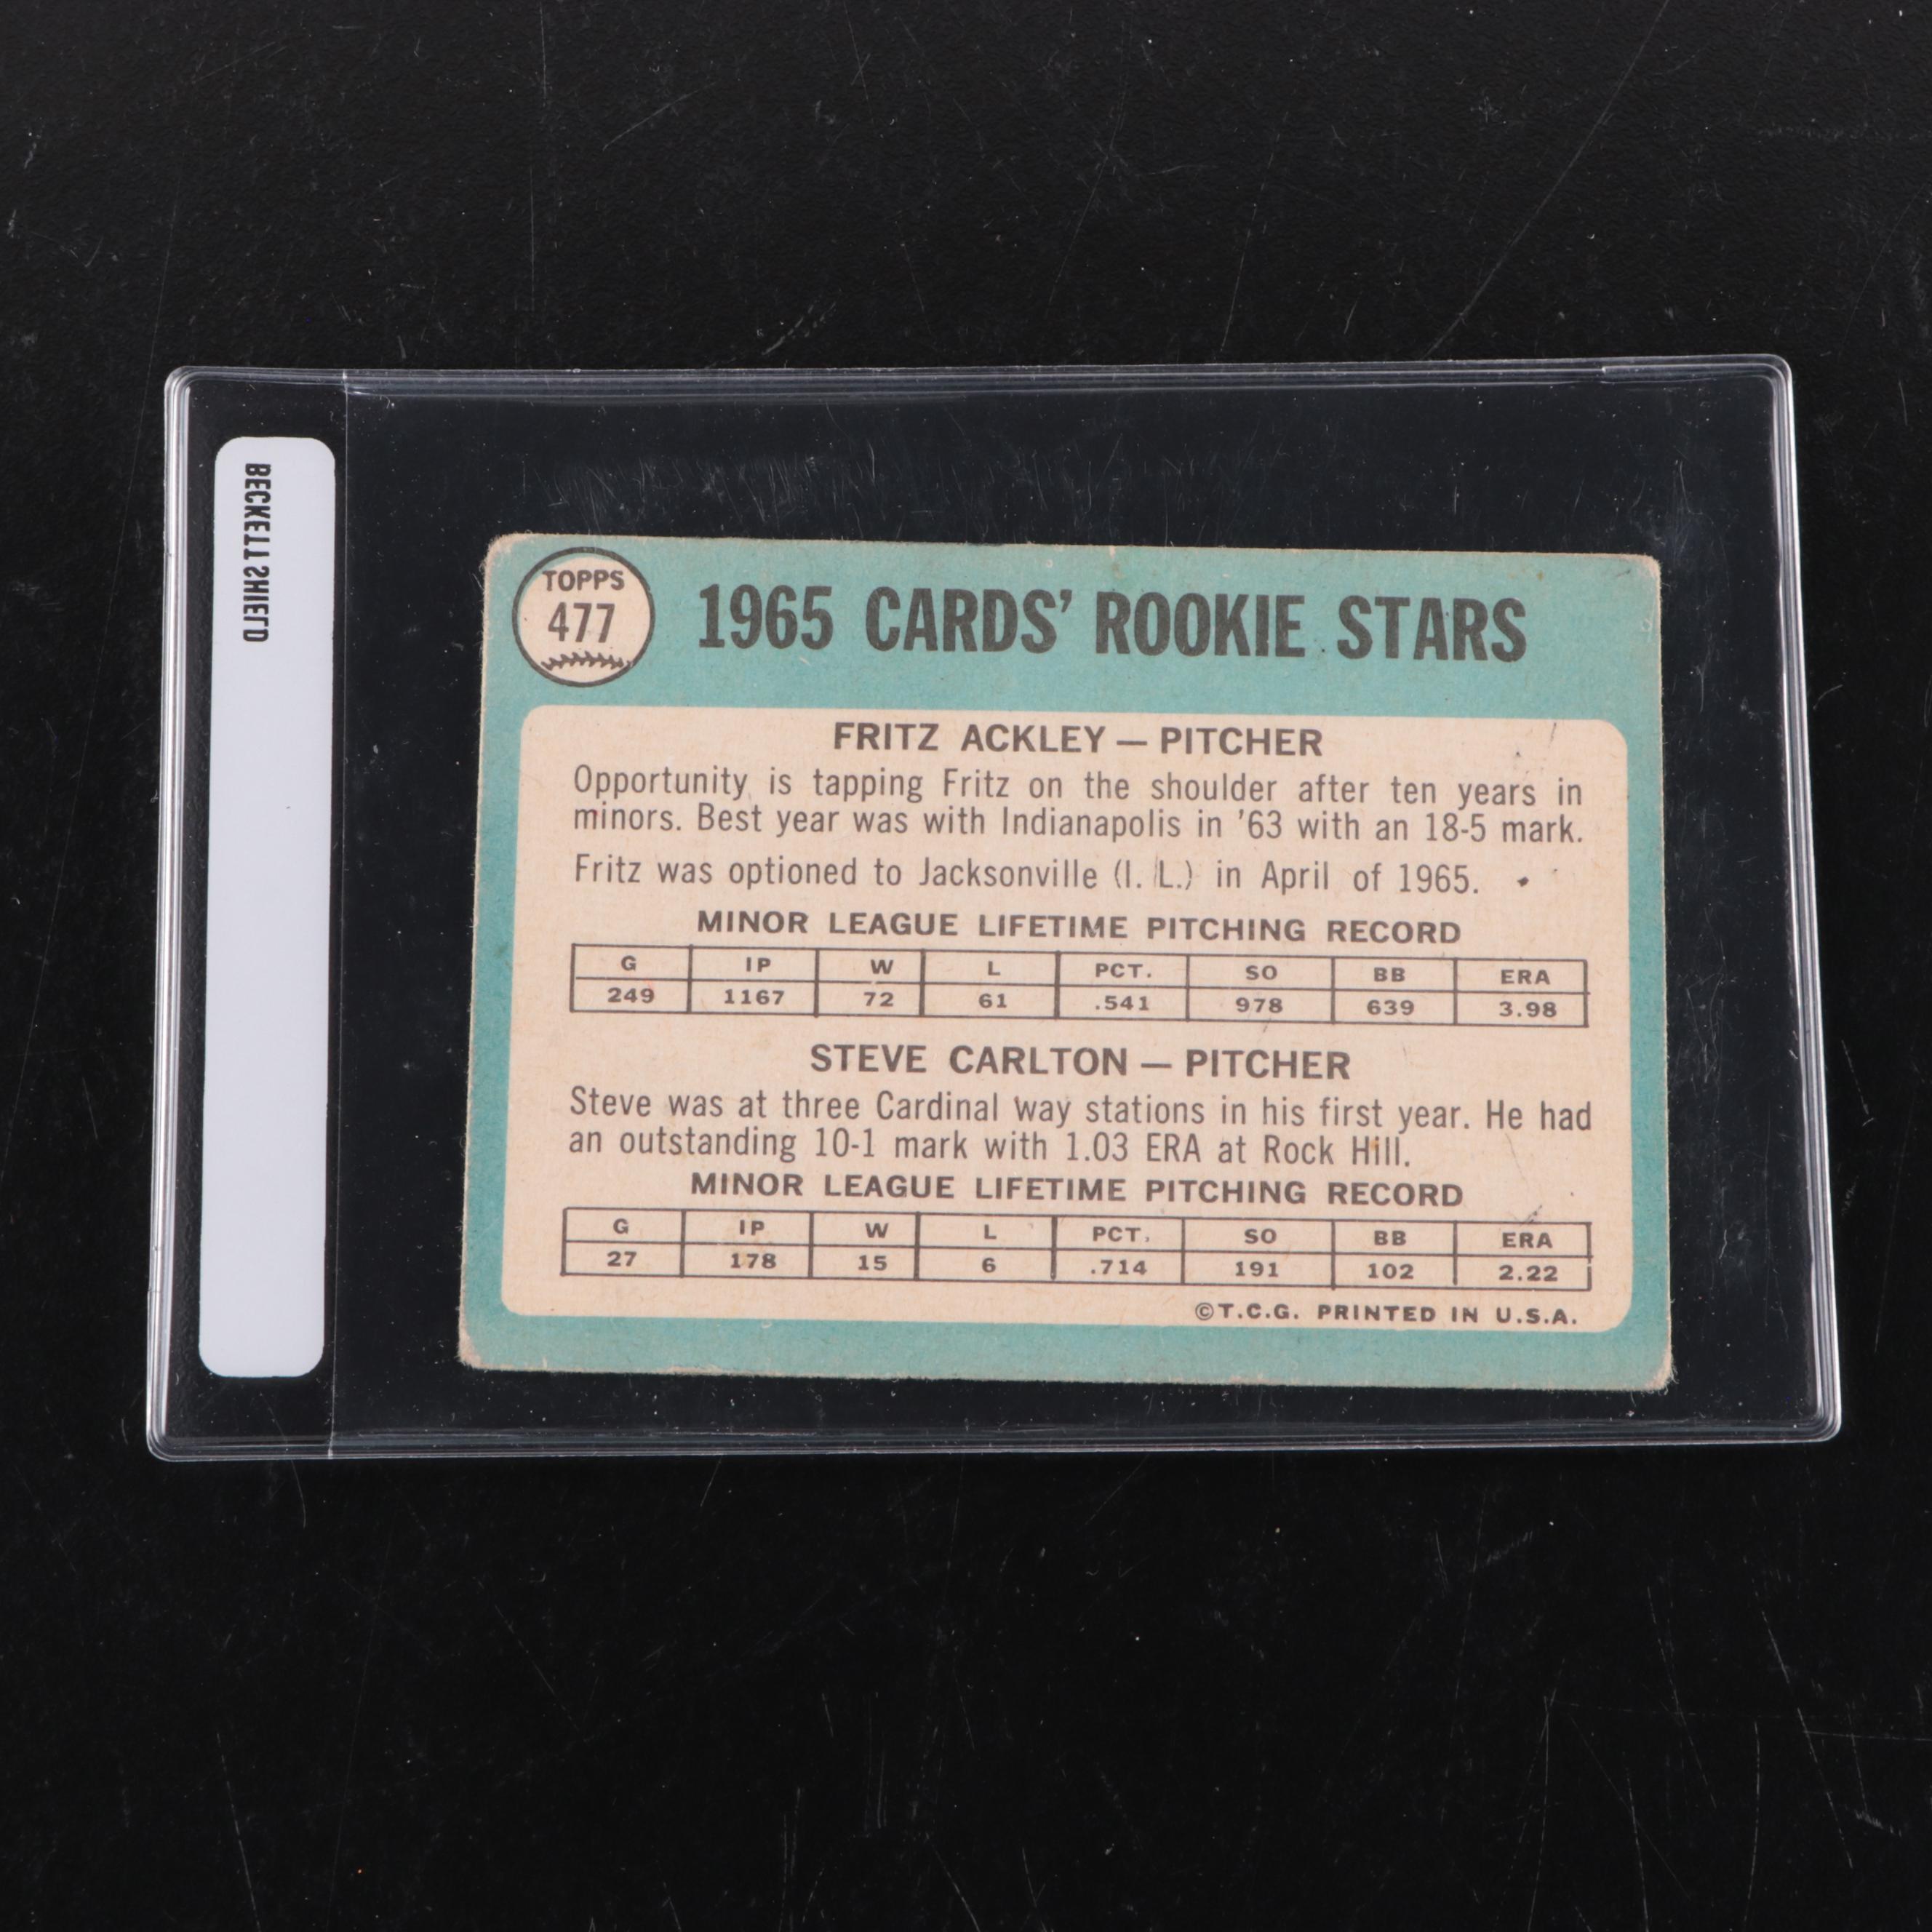 BECKETT SHIELD
TOPPS
477
1965 CARDS' ROOKIE STARS
FRITZ ACKLEY — PITCHER
Opportunity is tapping Fritz on the shoulder after ten years in
minors. Best year was with Indianapolis in '63 with an 18-5 mark.
Fritz was optioned to Jacksonville (I. L.) in April of 1965.
MINOR LEAGUE LIFETIME PITCHING RECORD
G IP W L PCT. SO BB ERA
249 1167 72 61 .541 978 639 3.98
STEVE CARLTON — PITCHER
Steve was at three Cardinal way stations in his first year. He had
an outstanding 10-1 mark with 1.03 ERA at Rock Hill.
MINOR LEAGUE LIFETIME PITCHING RECORD
G IP W L PCT. SO BB ERA
27 178 15 6 .714 191 102 2.22
©T.C.G. PRINTED IN U.S.A.